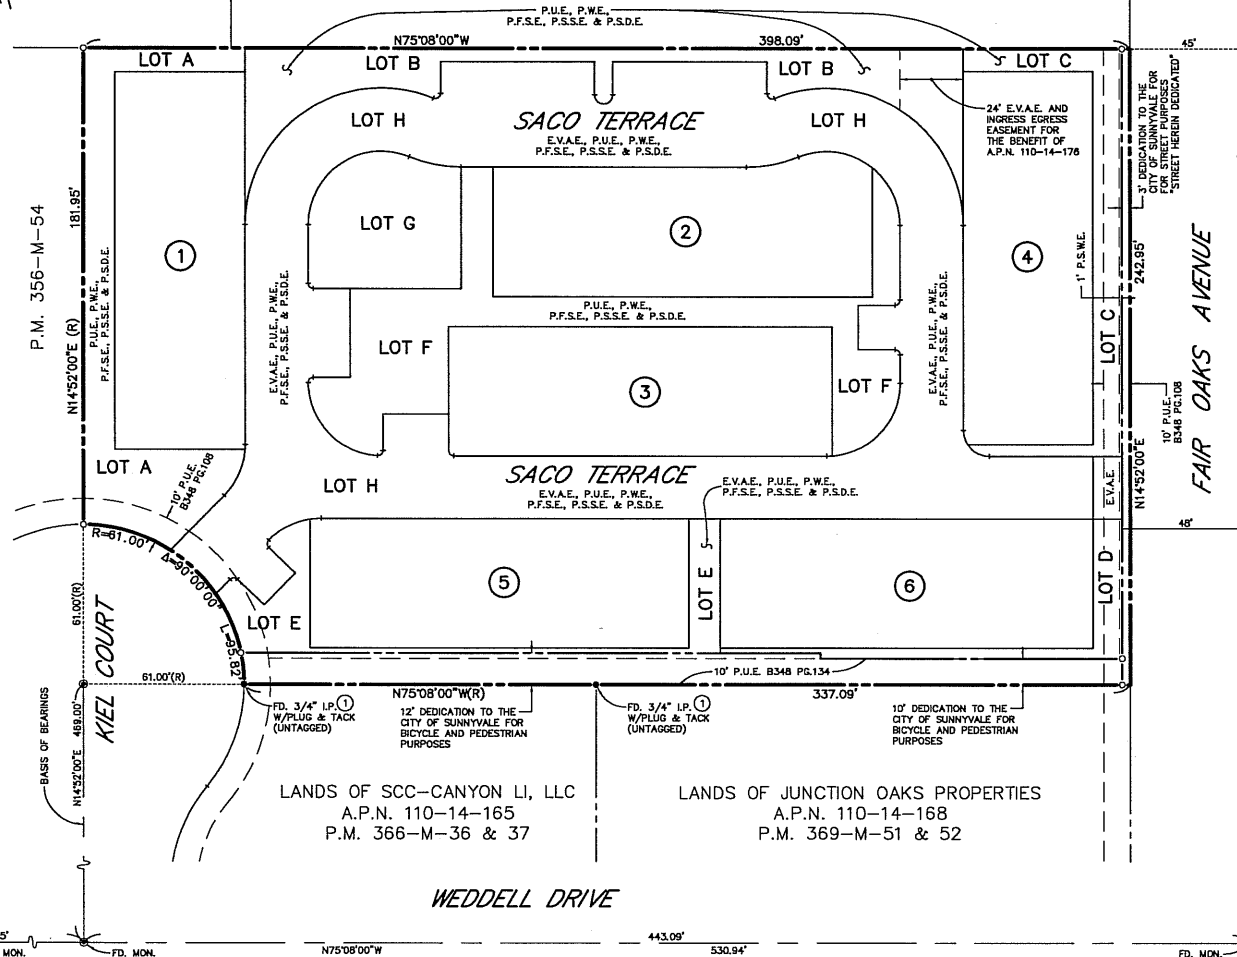 P.U.E., P.W.E.,
P.F.S.E., P.S.S.E. & P.S.D.E.
N75°08'00"W
398.09'
45'
LOT A
LOT B
LOT B
LOT C
LOT H
SACO TERRACE
E.V.A.E., P.U.E., P.W.E.,
P.F.S.E., P.S.S.E. & P.S.D.E.
LOT H
24' E.V.A.E. AND
INGRESS EGRESS
EASEMENT FOR
THE BENEFIT OF
A.P.N. 110-14-176
3' DEDICATION TO THE
CITY OF SUNNYVALE FOR
FOR STREET PURPOSES
"STREET HEREIN DEDICATED"
P.M. 356-M-54
181.95'
N14°52'00"E (R)
P.U.E., P.W.E.,
P.F.S.E., P.S.S.E. & P.S.D.E.
1
LOT G
2
4
1' P.S.W.E.
242.95'
FAIR OAKS AVENUE
E.V.A.E., P.U.E., P.W.E.,
P.F.S.E., P.S.S.E. & P.S.D.E.
P.U.E., P.W.E.,
P.F.S.E., P.S.S.E. & P.S.D.E.
E.V.A.E., P.U.E., P.W.E.,
P.F.S.E., P.S.S.E. & P.S.D.E.
LOT F
3
LOT F
LOT C
10' P.U.E.
B348 PG.108
LOT A
10' P.U.E.
B348 PG.108
LOT H
SACO TERRACE
E.V.A.E., P.U.E., P.W.E.,
P.F.S.E., P.S.S.E. & P.S.D.E.
E.V.A.E., P.U.E., P.W.E.,
P.F.S.E., P.S.S.E. & P.S.D.E.
E.V.A.E.
N14°52'00"E
48'
R=61.00'
Δ=90°00'00"
L=95.82'
5
LOT E
6
LOT D
LOT E
61.00'(R)
KIEL COURT
61.00'(R)
10' P.U.E. B348 PG.134
N75°08'00"W(R)
337.09'
FD. 3/4" I.P. 1
W/PLUG & TACK
(UNTAGGED)
12' DEDICATION TO THE
CITY OF SUNNYVALE FOR
BICYCLE AND PEDESTRIAN
PURPOSES
FD. 3/4" I.P. 1
W/PLUG & TACK
(UNTAGGED)
10' DEDICATION TO THE
CITY OF SUNNYVALE FOR
BICYCLE AND PEDESTRIAN
PURPOSES
BASIS OF BEARINGS
N14°52'00"E 469.00'
LANDS OF SCC-CANYON LI, LLC
A.P.N. 110-14-165
P.M. 366-M-36 & 37
LANDS OF JUNCTION OAKS PROPERTIES
A.P.N. 110-14-168
P.M. 369-M-51 & 52
WEDDELL DRIVE
5'
MON.
FD. MON.
N75°08'00"W
443.09'
530.94'
FD. MON.